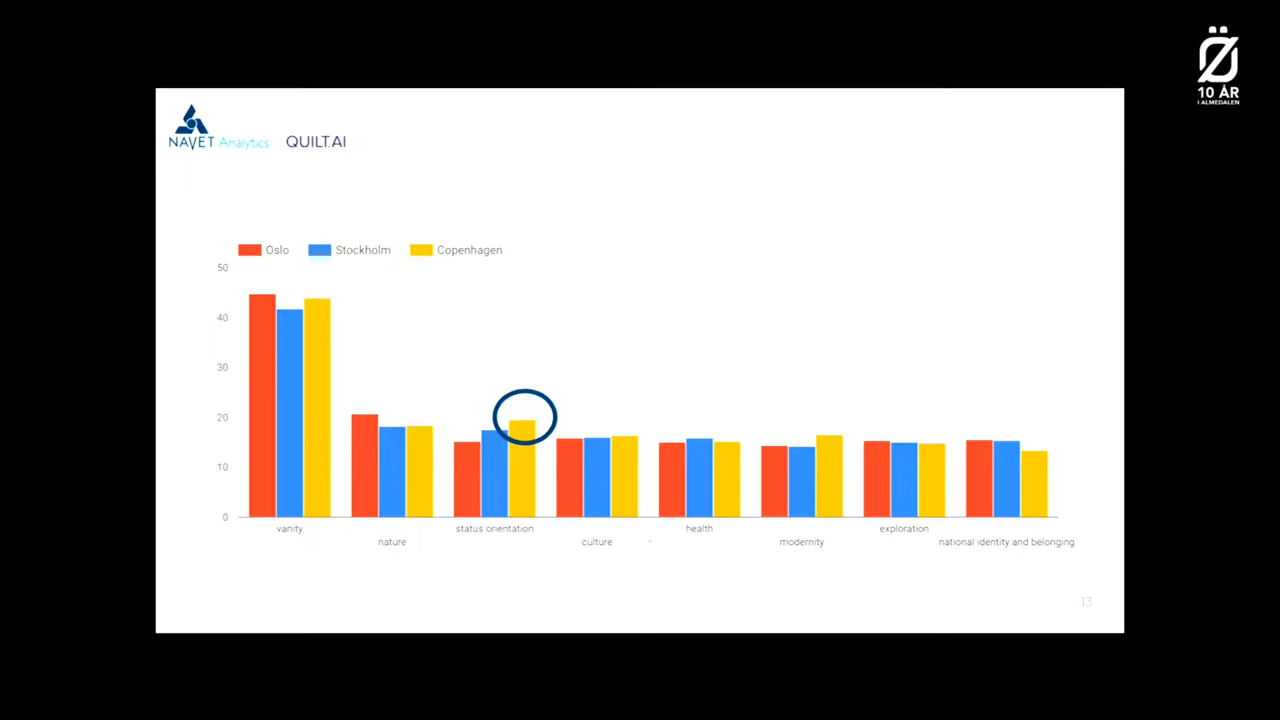 10 ÅR
I ALMEDALEN
NAVET Analytics
QUILT.AI
Oslo
Stockholm
Copenhagen
50
40
30
20
10
0
vanity
nature
status orientation
culture
health
modernity
exploration
national identity and belonging
13